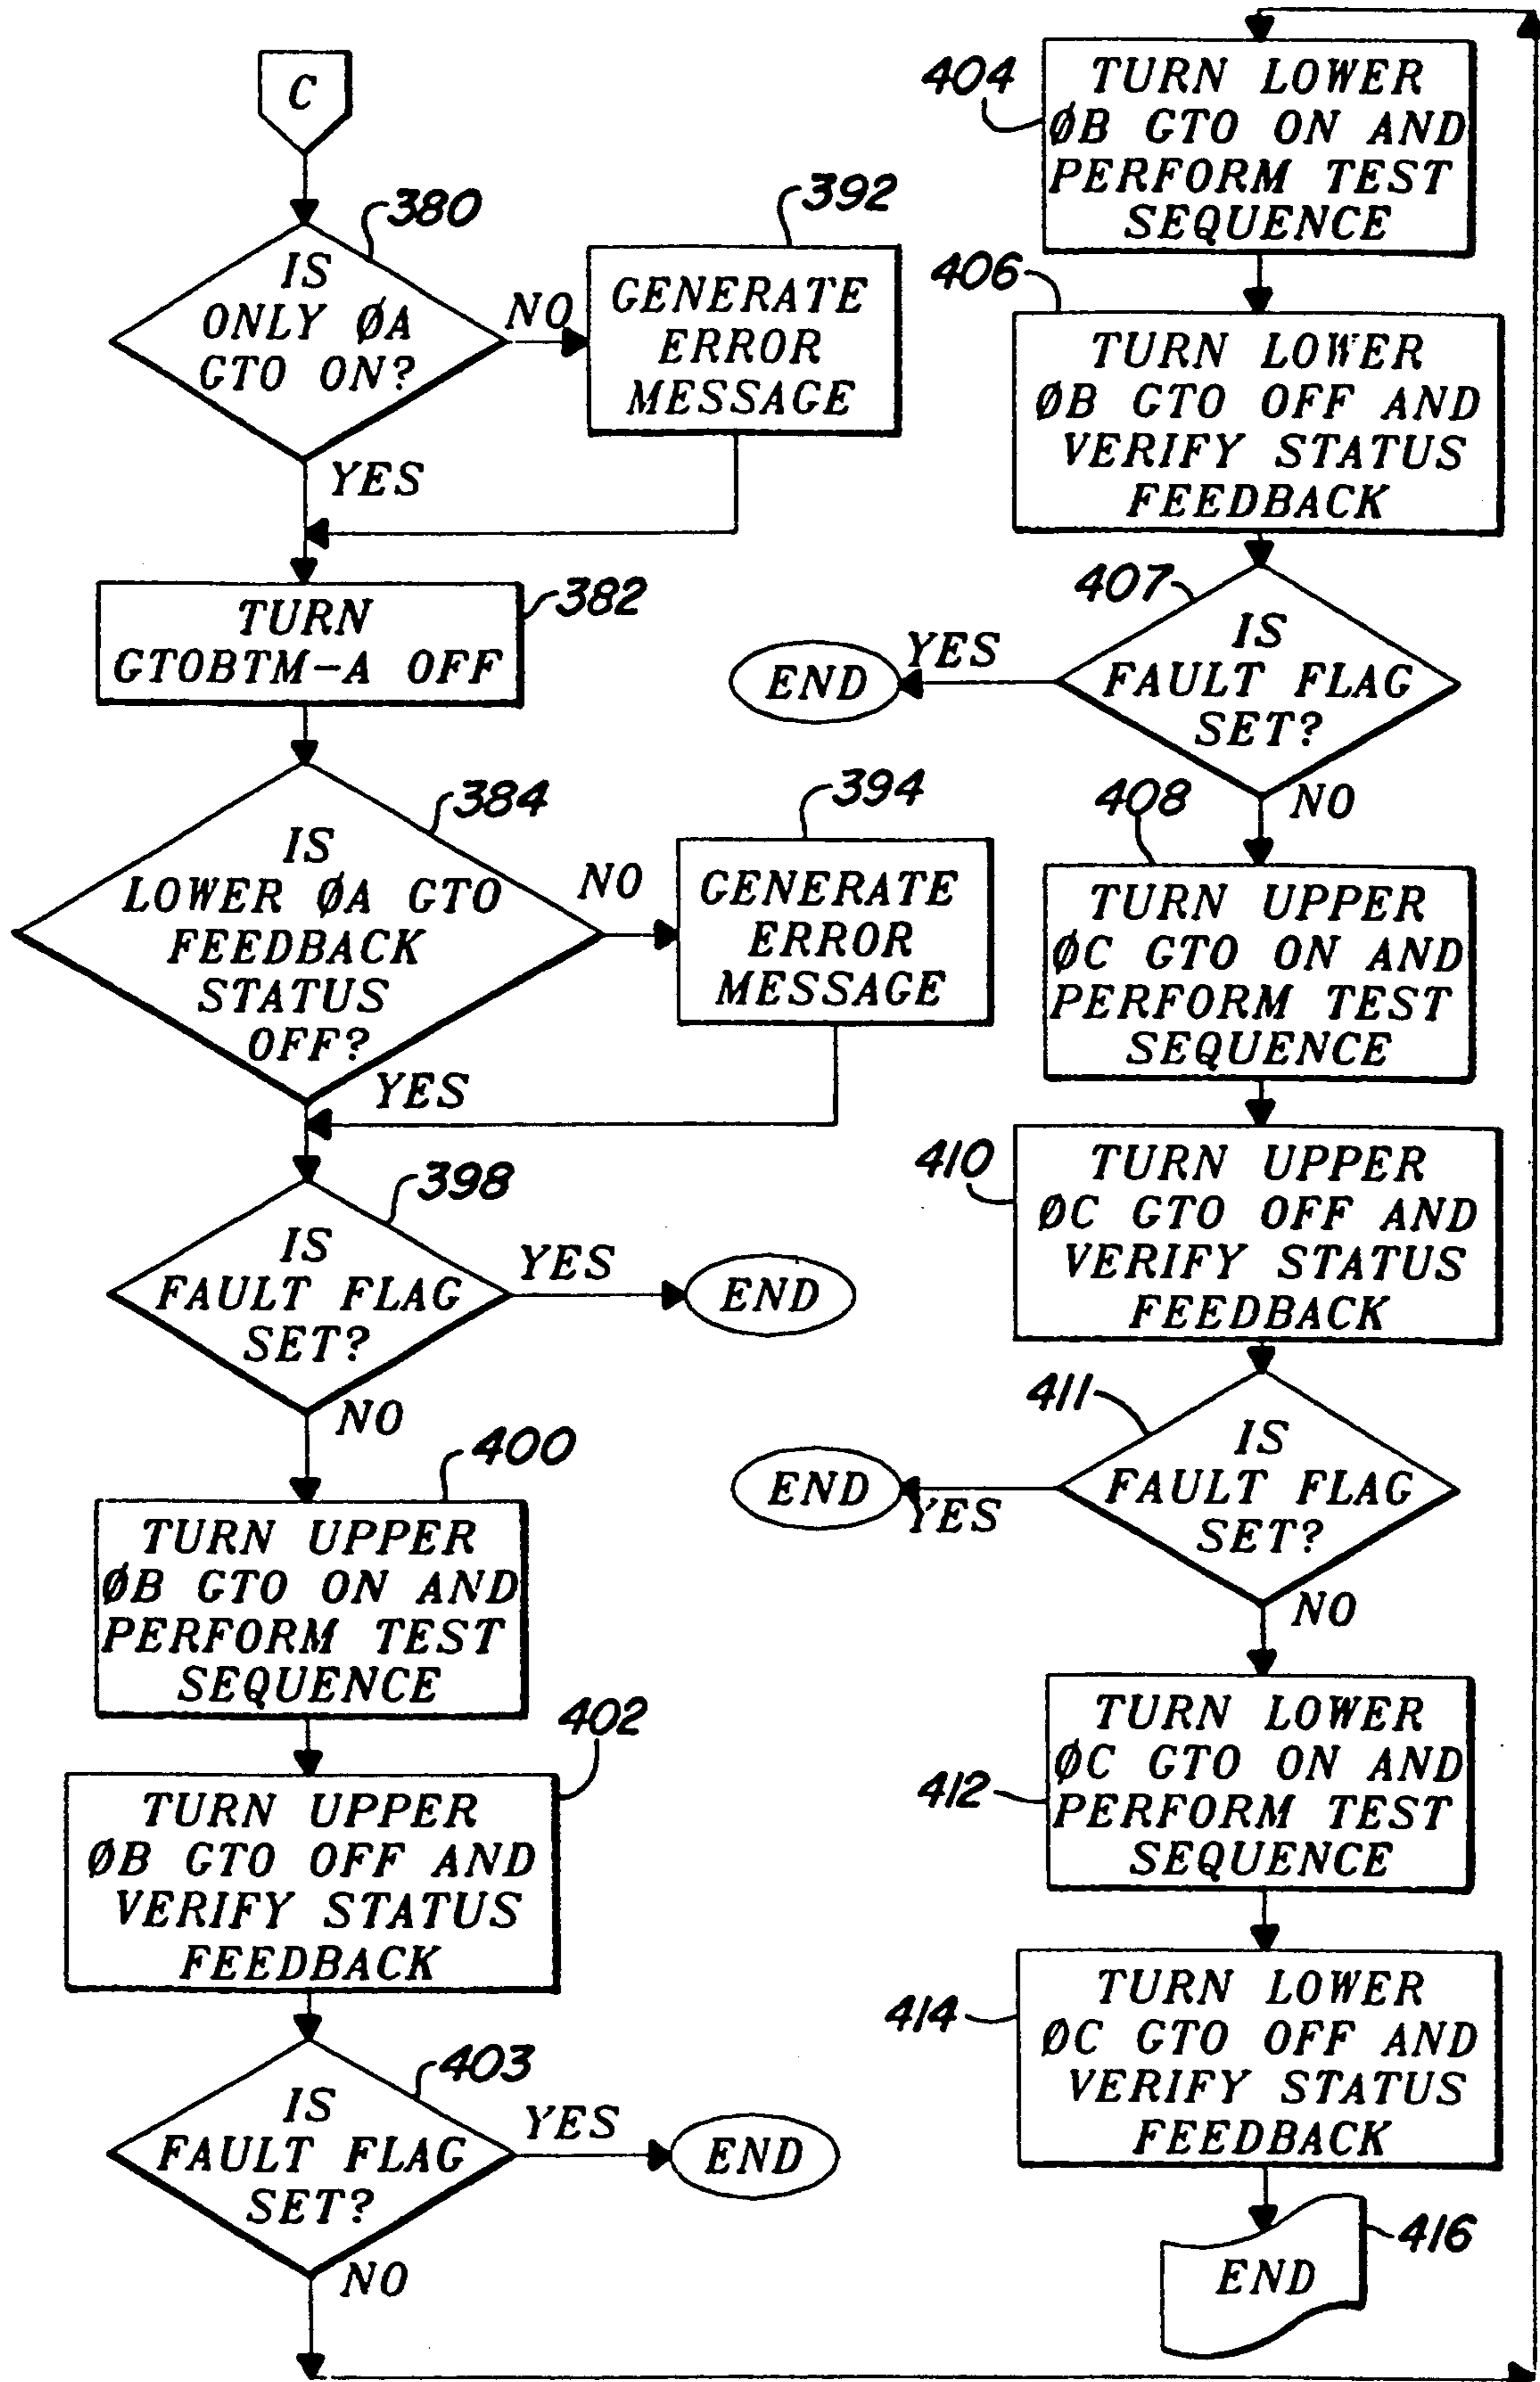 C
380
IS
ONLY ØA
GTO ON?
NO
YES
392
GENERATE
ERROR
MESSAGE
382
TURN
GTOBTM-A OFF
384
IS
LOWER ØA GTO
FEEDBACK
STATUS
OFF?
NO
YES
394
GENERATE
ERROR
MESSAGE
398
IS
FAULT FLAG
SET?
YES
END
NO
400
TURN UPPER
ØB GTO ON AND
PERFORM TEST
SEQUENCE
402
TURN UPPER
ØB GTO OFF AND
VERIFY STATUS
FEEDBACK
403
IS
FAULT FLAG
SET?
YES
END
NO
404
TURN LOWER
ØB GTO ON AND
PERFORM TEST
SEQUENCE
406
TURN LOWER
ØB GTO OFF AND
VERIFY STATUS
FEEDBACK
407
IS
FAULT FLAG
SET?
YES
END
NO
408
TURN UPPER
ØC GTO ON AND
PERFORM TEST
SEQUENCE
410
TURN UPPER
ØC GTO OFF AND
VERIFY STATUS
FEEDBACK
411
IS
FAULT FLAG
SET?
YES
END
NO
412
TURN LOWER
ØC GTO ON AND
PERFORM TEST
SEQUENCE
414
TURN LOWER
ØC GTO OFF AND
VERIFY STATUS
FEEDBACK
416
END